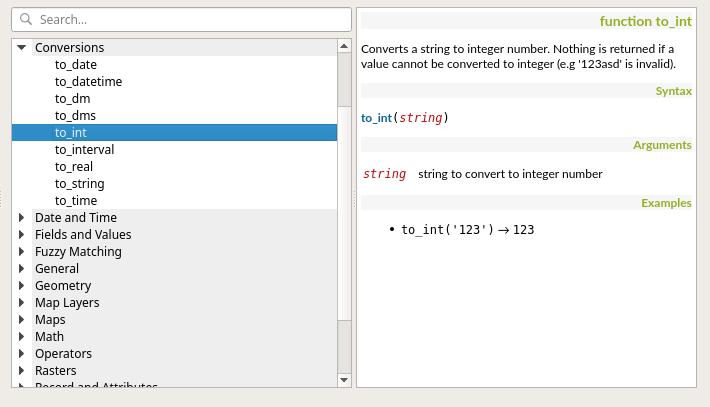 Search...
Conversions
to_date
to_datetime
to_dm
to_dms
to_int
to_interval
to_real
to_string
to_time
Date and Time
Fields and Values
Fuzzy Matching
General
Geometry
Map Layers
Maps
Math
Operators
Rasters
Record and Attributes
function to_int
Converts a string to integer number. Nothing is returned if a
value cannot be converted to integer (e.g '123asd' is invalid).
Syntax
to_int(string)
Arguments
string string to convert to integer number
Examples
• to_int('123') → 123